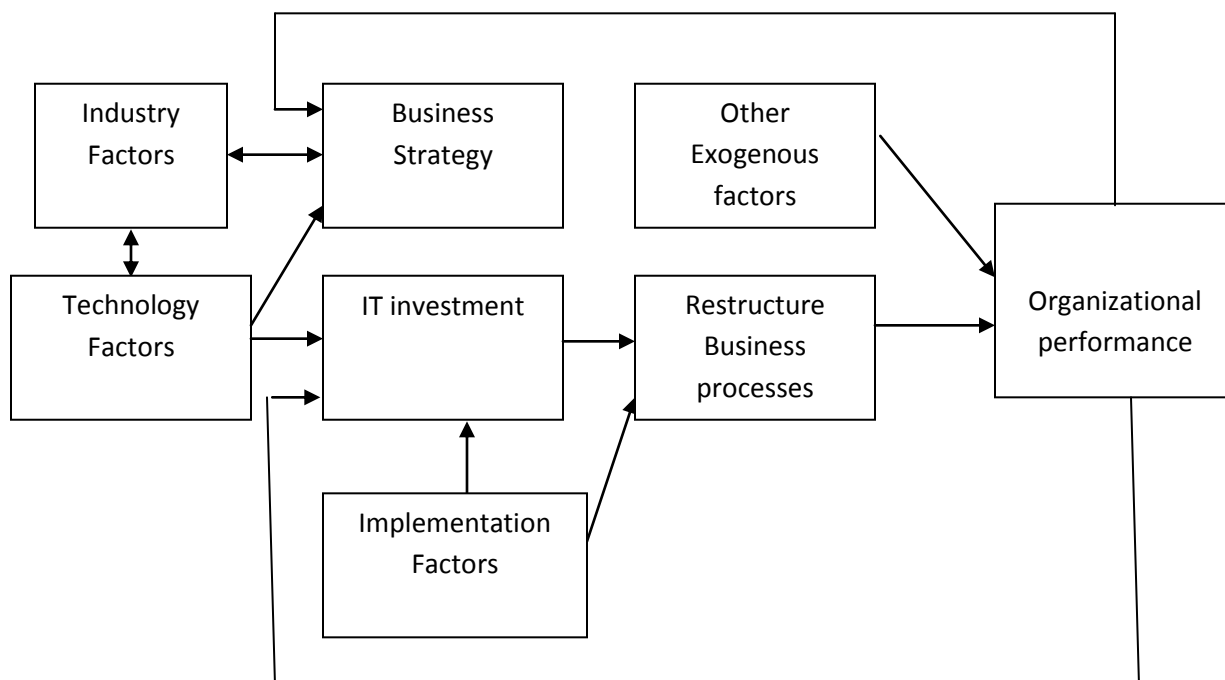 Industry
Factors
Business
Strategy
Other
Exogenous
factors
Technology
Factors
IT investment
Restructure
Business
processes
Organizational
performance
Implementation
Factors